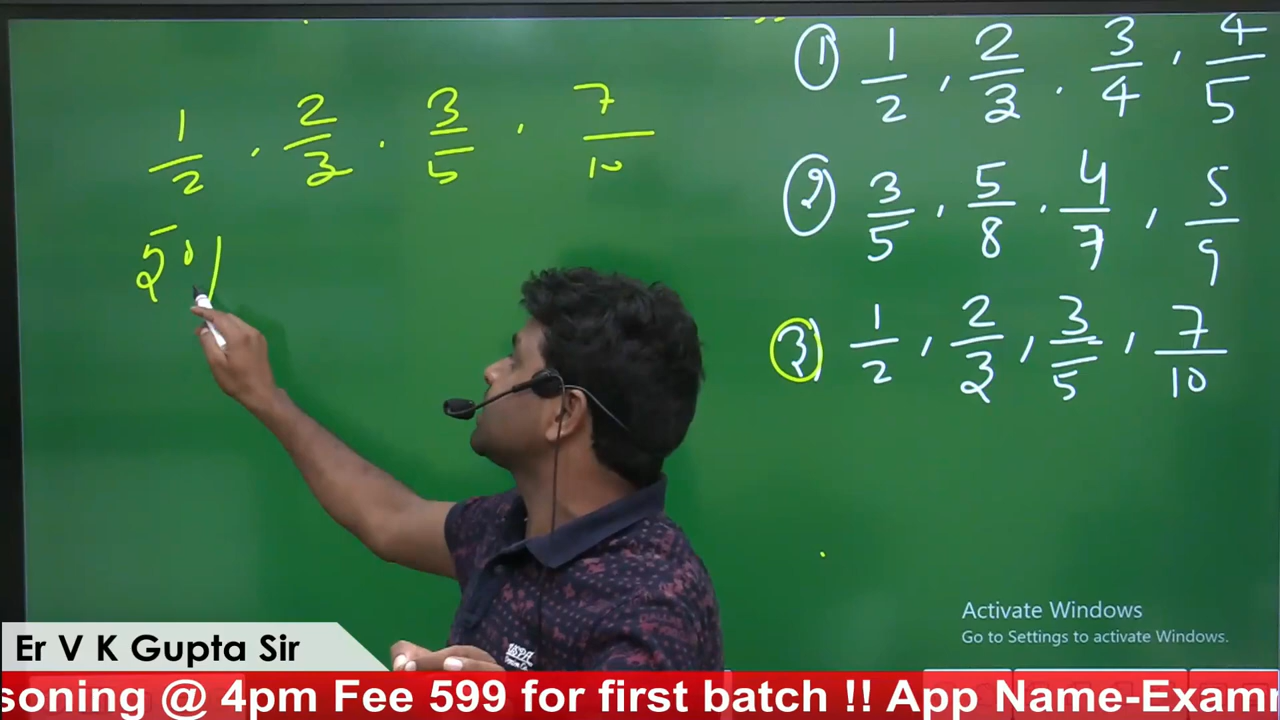 1/2 , 2/3 . 3/5 , 7/10
50%
① 1/2 , 2/3 . 3/4 , 4/5
② 3/5 , 5/8 . 4/7 , 5/9
③ 1/2 , 2/3 , 3/5 , 7/10
Activate Windows
Go to Settings to activate Windows.
Er V K Gupta Sir
soning @ 4pm Fee 599 for first batch !! App Name-Exam